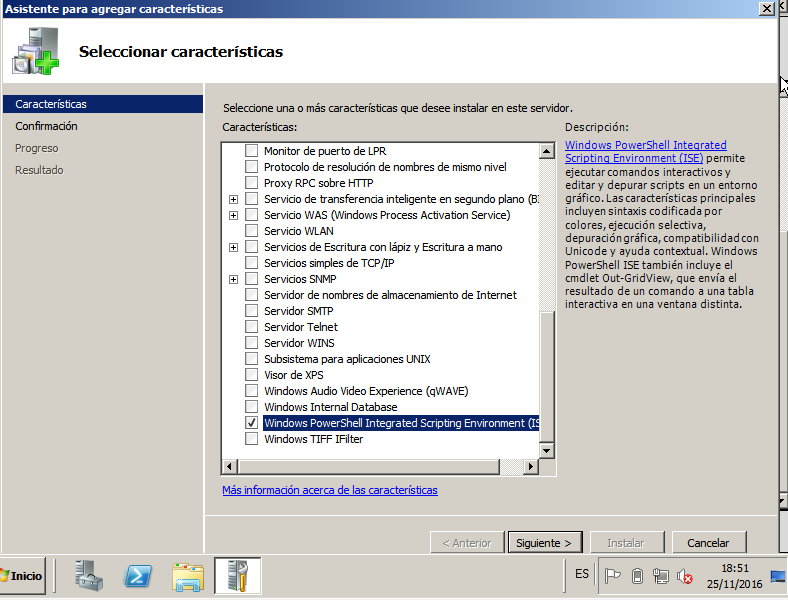 Asistente para agregar características
Seleccionar características
Características
Confirmación
Progreso
Resultado
Seleccione una o más características que desee instalar en este servidor.
Características:
Monitor de puerto de LPR
Protocolo de resolución de nombres de mismo nivel
Proxy RPC sobre HTTP
Servicio de transferencia inteligente en segundo plano (BI
Servicio WAS (Windows Process Activation Service)
Servicio WLAN
Servicios de Escritura con lápiz y Escritura a mano
Servicios simples de TCP/IP
Servicios SNMP
Servidor de nombres de almacenamiento de Internet
Servidor SMTP
Servidor Telnet
Servidor WINS
Subsistema para aplicaciones UNIX
Visor de XPS
Windows Audio Video Experience (qWAVE)
Windows Internal Database
Windows PowerShell Integrated Scripting Environment (IS
Windows TIFF IFilter
Más información acerca de las características
Descripción:
Windows PowerShell Integrated
Scripting Environment (ISE) permite
ejecutar comandos interactivos y
editar y depurar scripts en un entorno
gráfico. Las características principales
incluyen sintaxis codificada por
colores, ejecución selectiva,
depuración gráfica, compatibilidad con
Unicode y ayuda contextual. Windows
PowerShell ISE también incluye el
cmdlet Out-GridView, que envía el
resultado de un comando a una tabla
interactiva en una ventana distinta.
< Anterior
Siguiente >
Instalar
Cancelar
Inicio
ES
18:51
25/11/2016